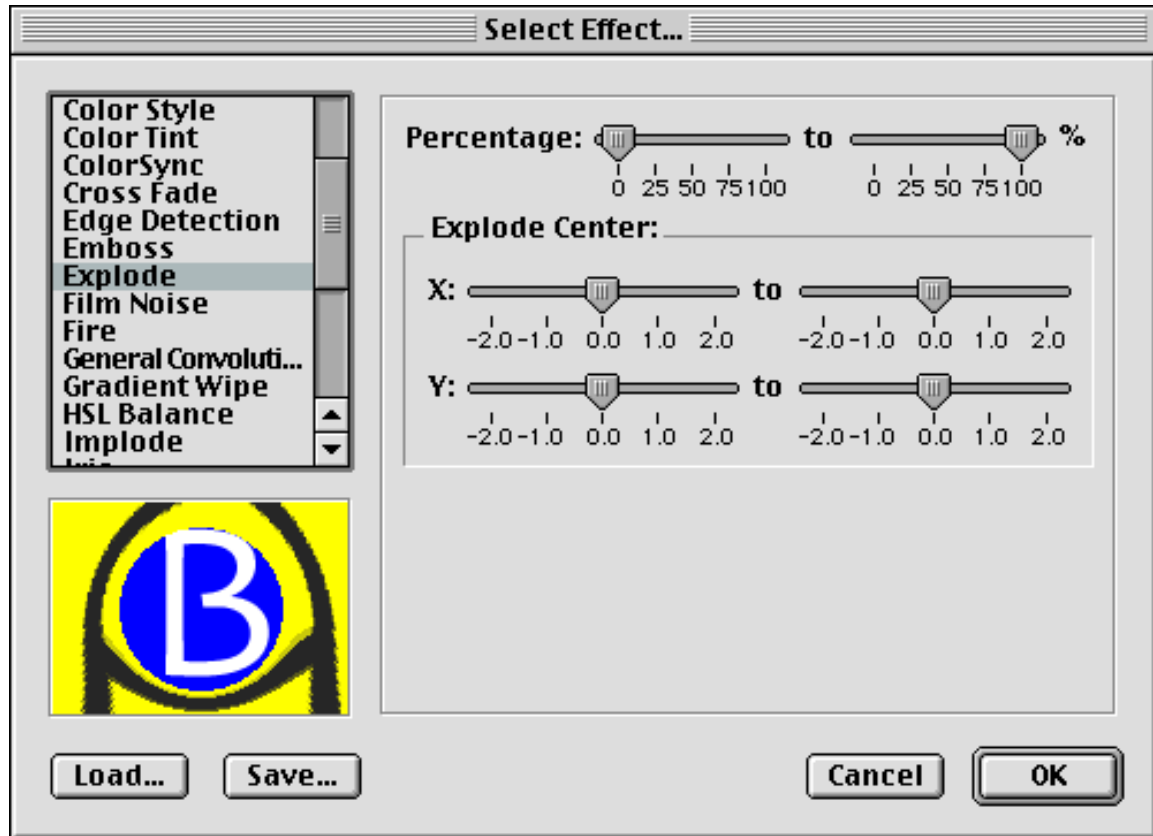 Select Effect...
Color Style
Color Tint
ColorSync
Cross Fade
Edge Detection
Emboss
Explode
Film Noise
Fire
General Convoluti...
Gradient Wipe
HSL Balance
Implode
Percentage: to %
0 25 50 75 100 0 25 50 75 100
Explode Center:
X: to
-2.0 -1.0 0.0 1.0 2.0 -2.0 -1.0 0.0 1.0 2.0
Y: to
-2.0 -1.0 0.0 1.0 2.0 -2.0 -1.0 0.0 1.0 2.0
B
Load... Save... Cancel OK